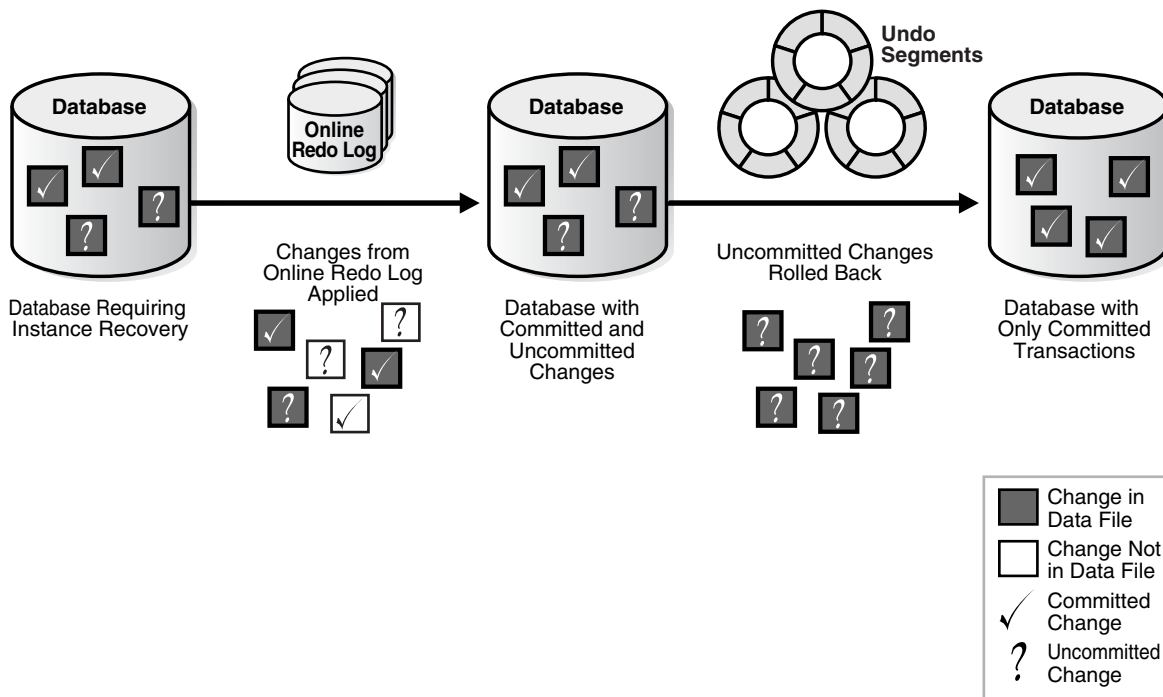 Undo
Segments
Database
Online
Redo Log
Database
Database
✓
✓
?
?
✓
✓
?
?
✓
✓
✓
✓
Changes from
Online Redo Log
Applied
Uncommitted Changes
Rolled Back
Database Requiring
Instance Recovery
Database with
Committed and
Uncommitted
Changes
Database with
Only Committed
Transactions
✓
?
?
✓
?
✓
?
?
?
?
?
?
Change in
Data File
Change Not
in Data File
✓ Committed
Change
? Uncommitted
Change